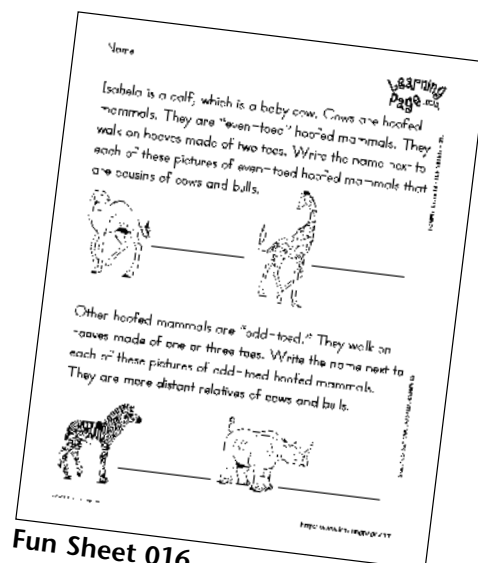 Name
Learning
Page.com
Isabela is a calf, which is a baby cow. Cows are hoofed
mammals. They are "even-toed" hoofed mammals. They
walk on hooves made of two toes. Write the name next to
each of these pictures of even-toed hoofed mammals that
are cousins of cows and bulls.
Other hoofed mammals are "odd-toed." They walk on
hooves made of one or three toes. Write the name next to
each of these pictures of odd-toed hoofed mammals.
They are more distant relatives of cows and bulls.
Fun Sheet 016